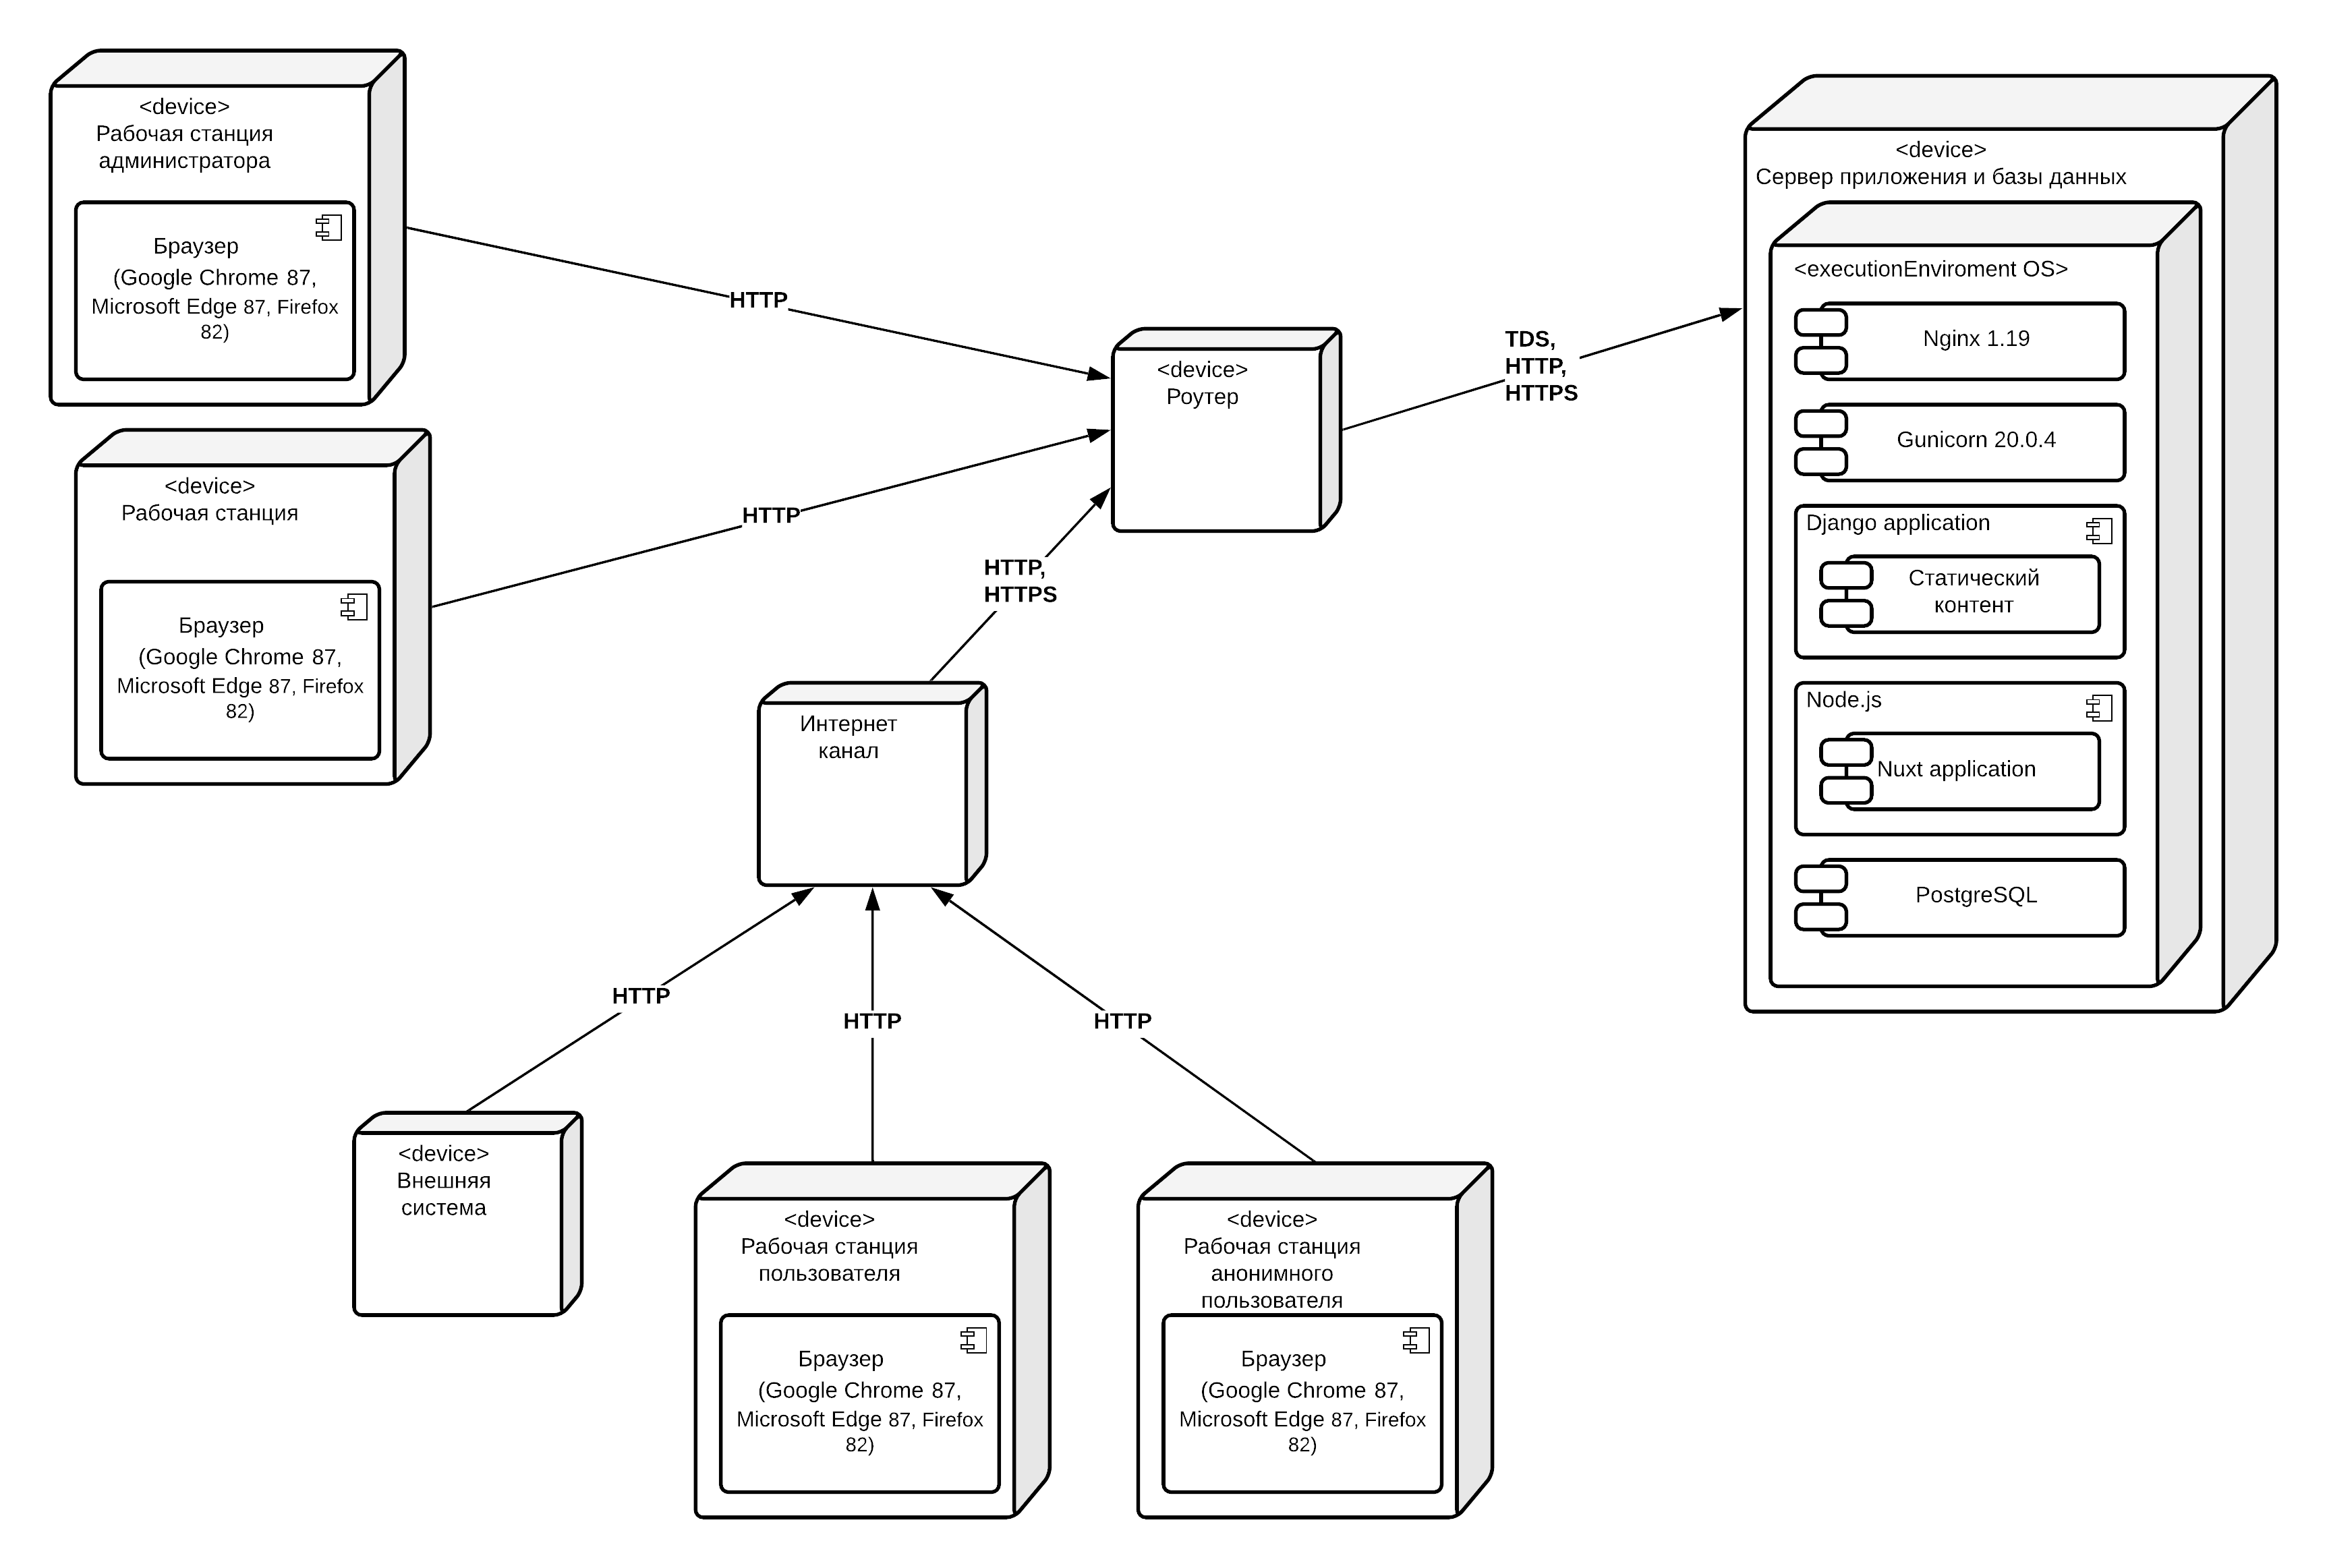 <device>
Рабочая станция
администратора
Браузер
(Google Chrome 87,
Microsoft Edge 87, Firefox
82)
HTTP
<device>
Рабочая станция
Браузер
(Google Chrome 87,
Microsoft Edge 87, Firefox
82)
HTTP
<device>
Роутер
TDS,
HTTP,
HTTPS
<device>
Сервер приложения и базы данных
<executionEnviroment OS>
Nginx 1.19
Gunicorn 20.0.4
Django application
Статический
контент
Node.js
Nuxt application
PostgreSQL
HTTP,
HTTPS
Интернет
канал
HTTP
HTTP
HTTP
<device>
Внешняя
система
<device>
Рабочая станция
пользователя
Браузер
(Google Chrome 87,
Microsoft Edge 87, Firefox
82)
<device>
Рабочая станция
анонимного
пользователя
Браузер
(Google Chrome 87,
Microsoft Edge 87, Firefox
82)